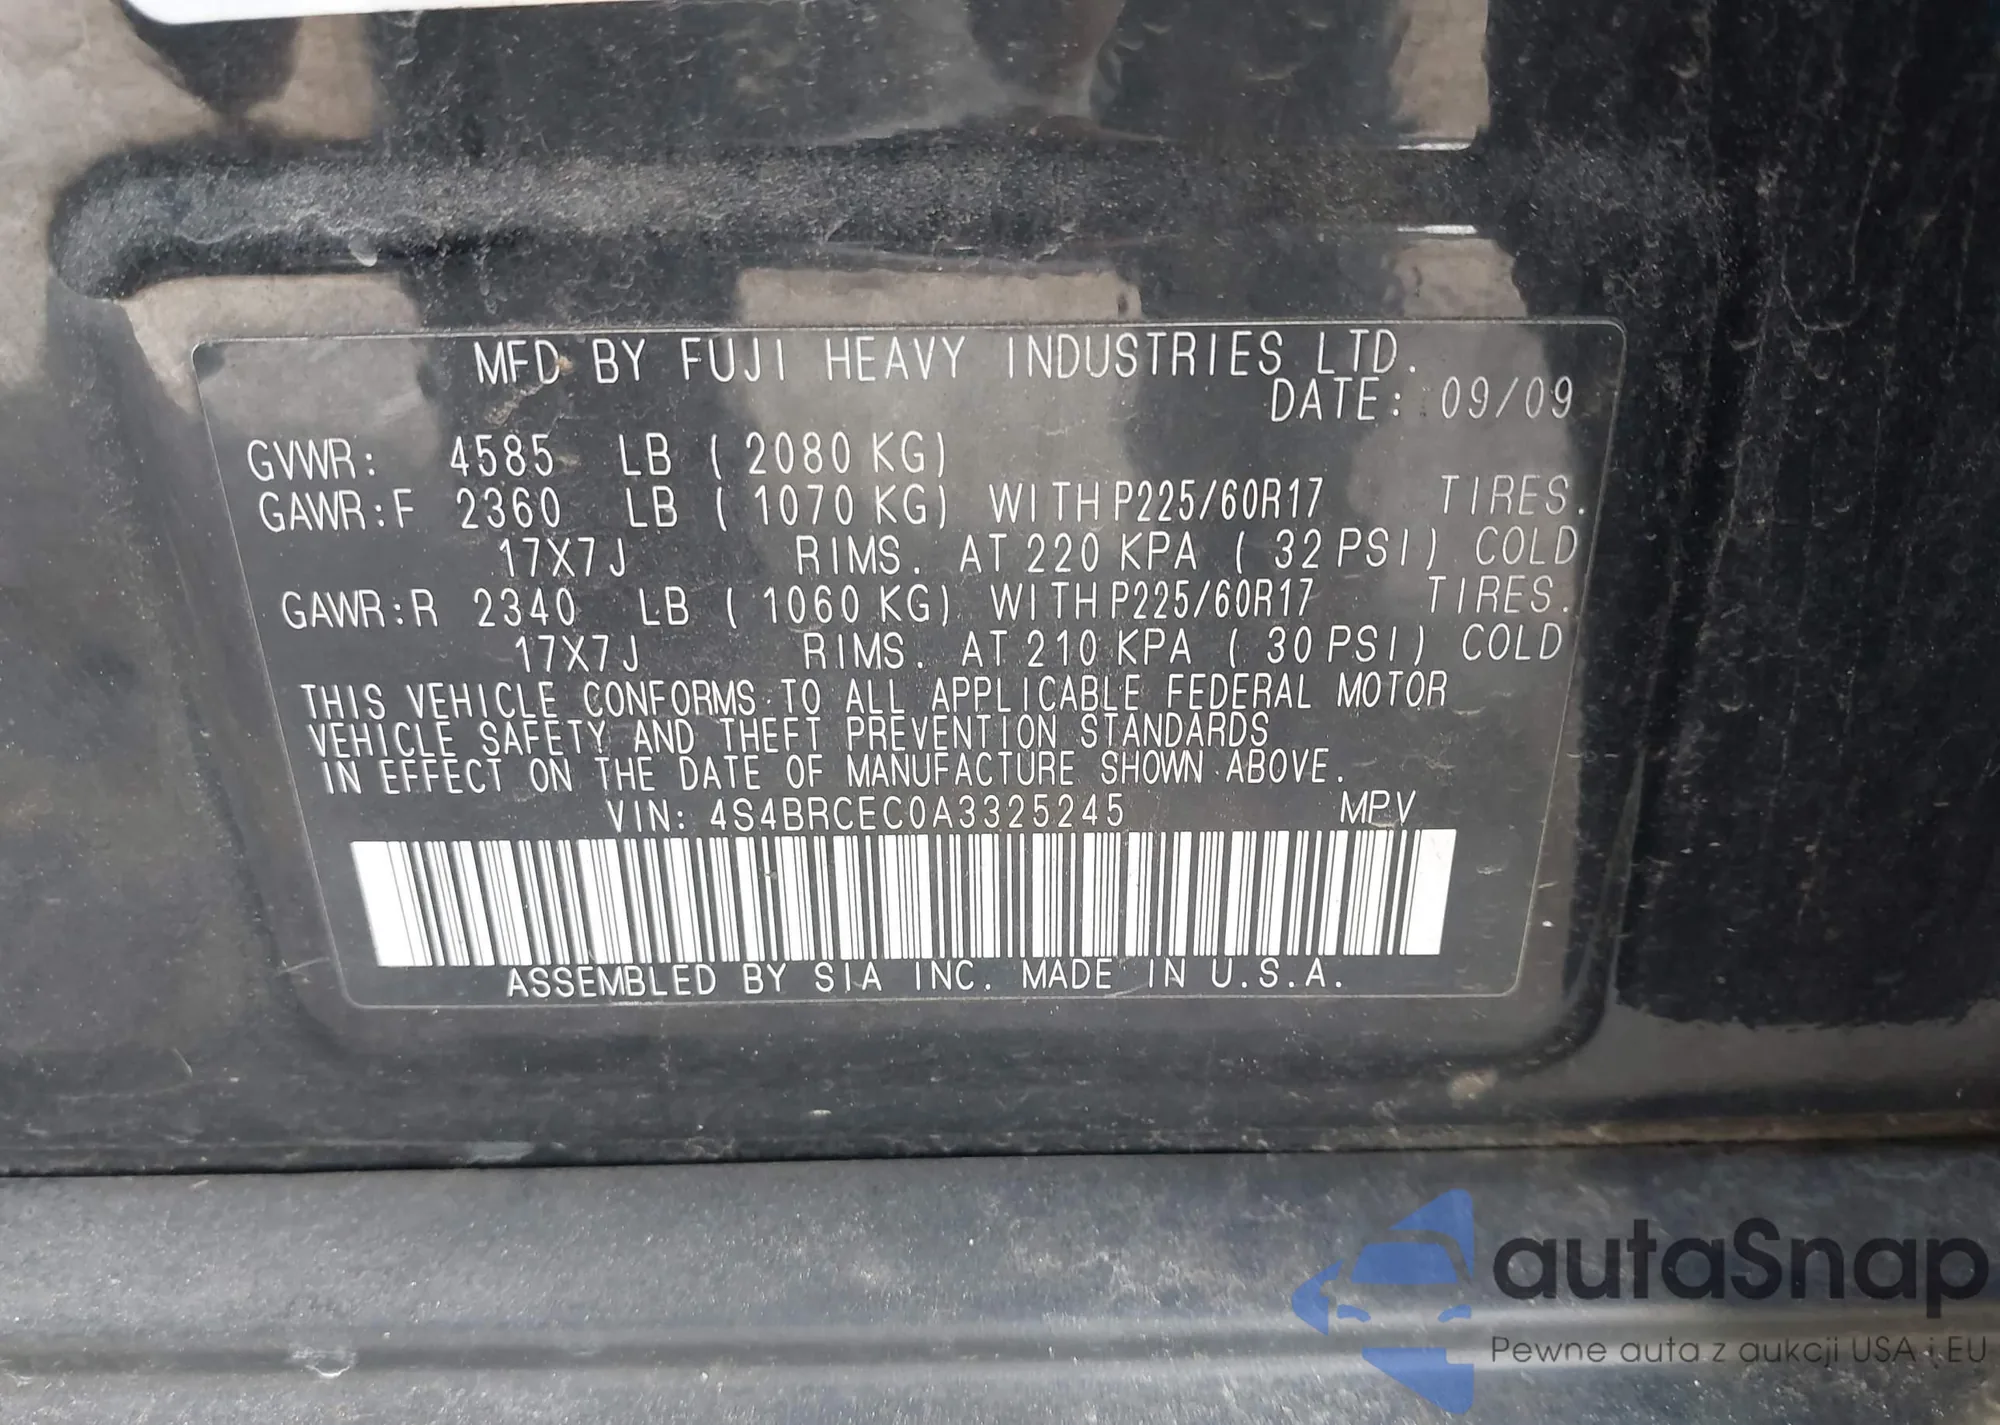 MFD BY FUJI HEAVY INDUSTRIES LTD.
DATE: 09/09
GVWR: 4585 LB ( 2080 KG)
GAWR:F 2360 LB ( 1070 KG) WITH P225/60R17 TIRES.
17X7J RIMS. AT 220 KPA ( 32 PSI) COLD
GAWR:R 2340 LB ( 1060 KG) WITH P225/60R17 TIRES.
17X7J RIMS. AT 210 KPA ( 30 PSI) COLD
THIS VEHICLE CONFORMS TO ALL APPLICABLE FEDERAL MOTOR
VEHICLE SAFETY AND THEFT PREVENTION STANDARDS
IN EFFECT ON THE DATE OF MANUFACTURE SHOWN ABOVE.
VIN: 4S4BRCEC0A3325245 MPV
ASSEMBLED BY SIA INC. MADE IN U.S.A.
autaSnap
Pewne auta z aukcji USA i EU